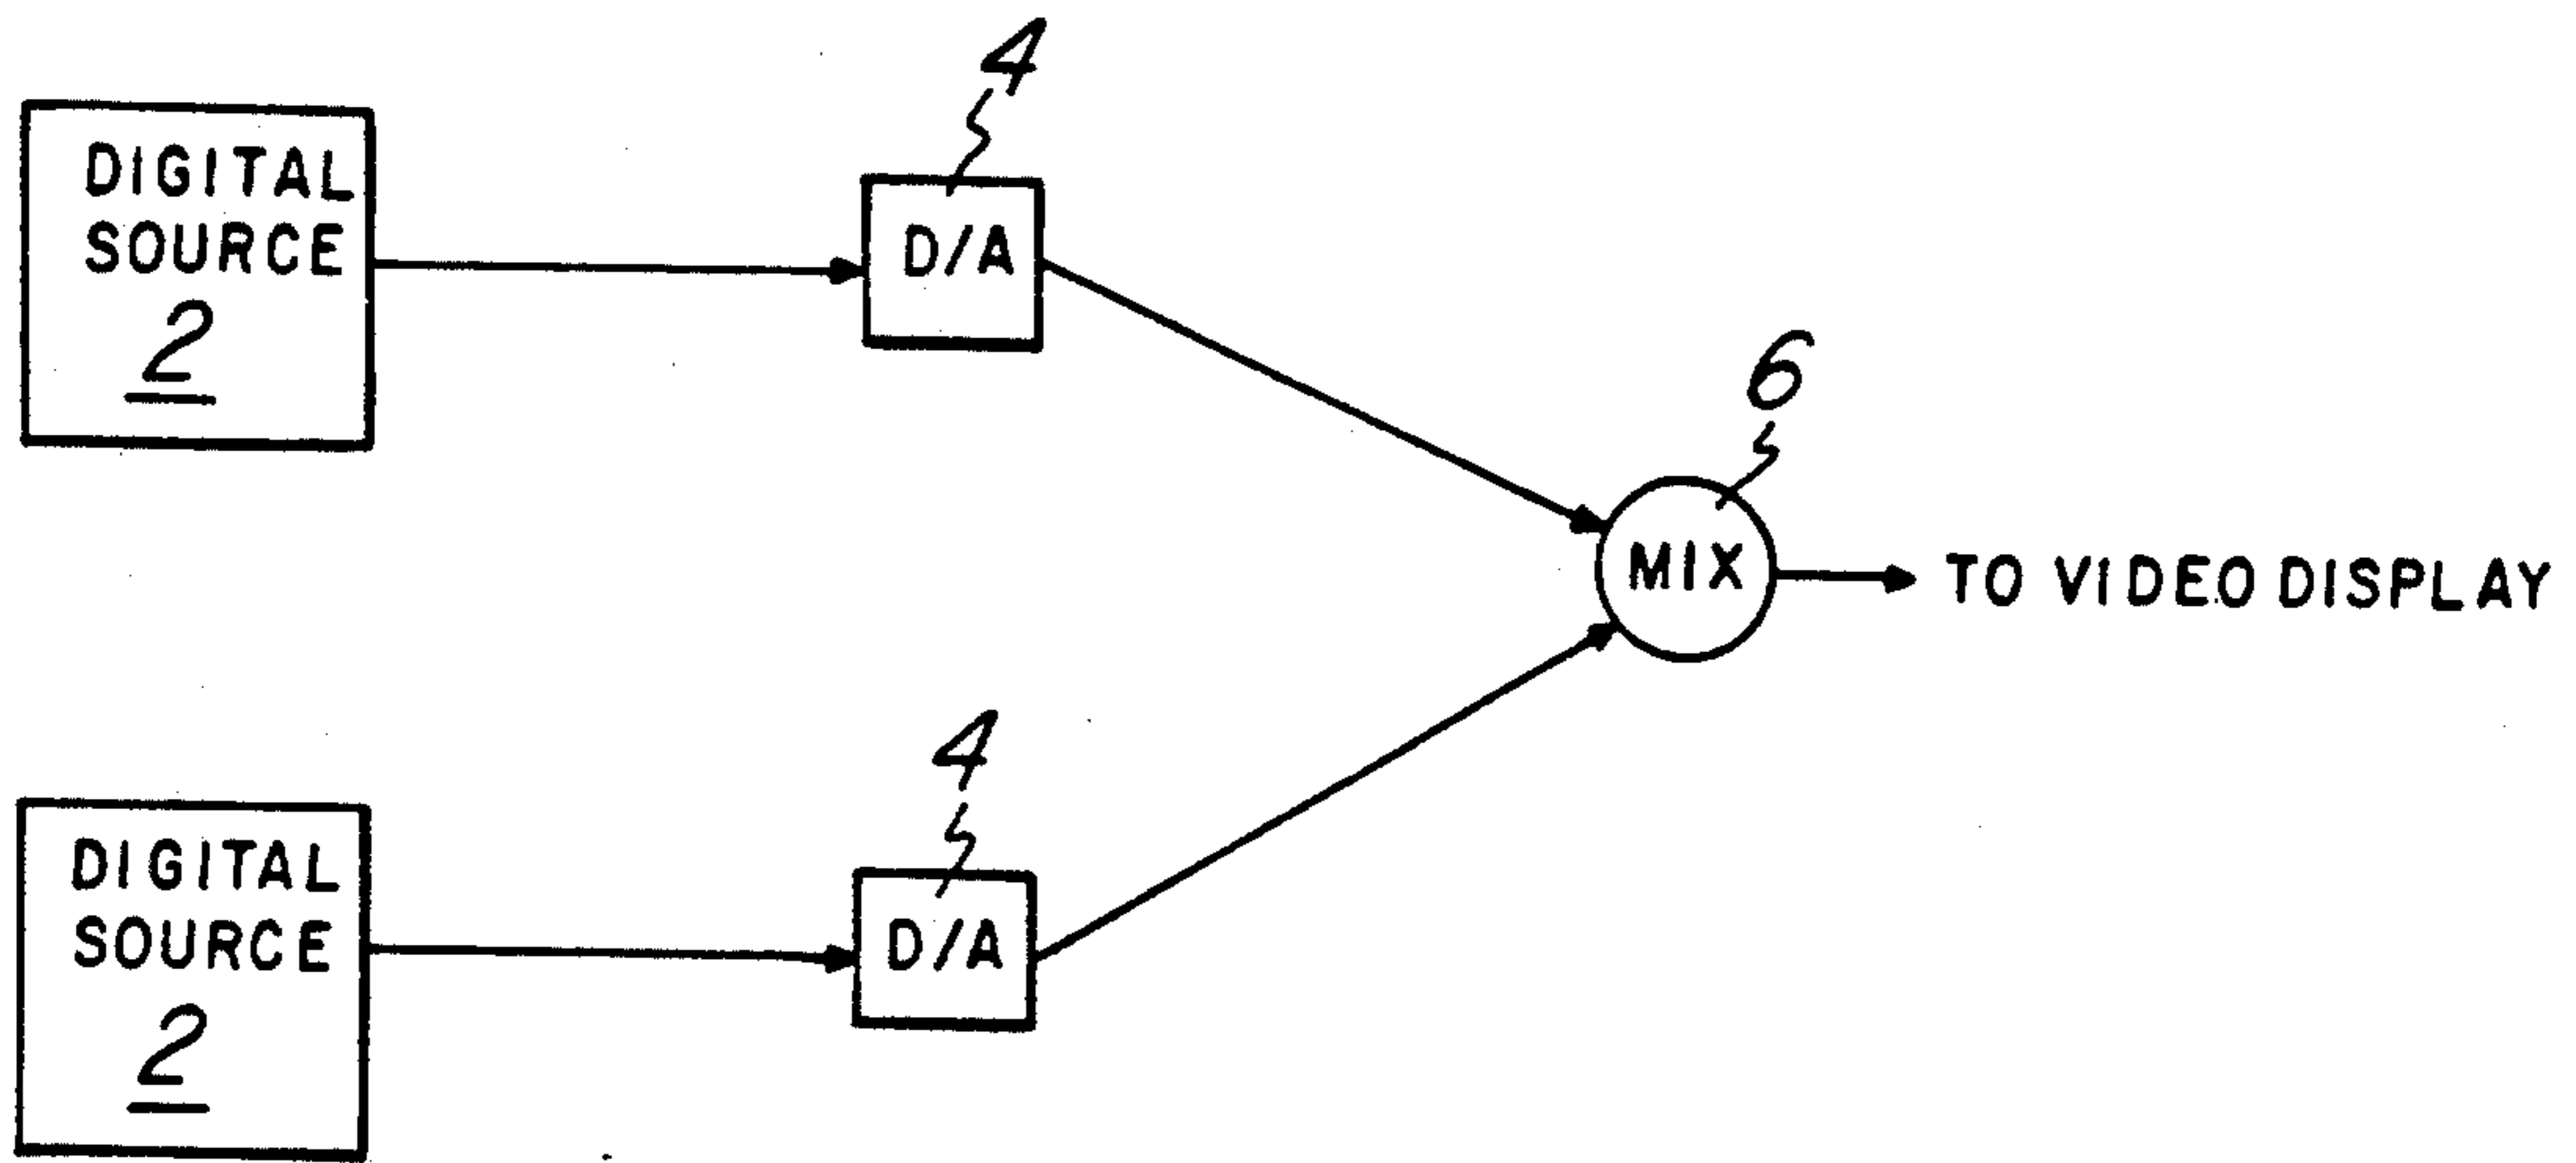 4
DIGITAL
SOURCE
2
D/A
6
MIX
TO VIDEO DISPLAY
4
DIGITAL
SOURCE
2
D/A